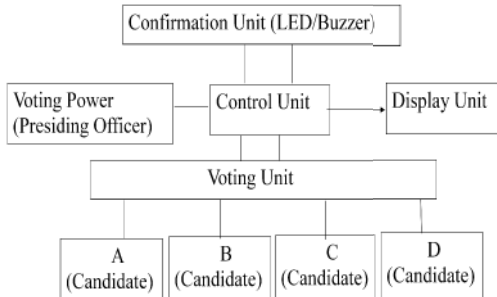 Confirmation Unit (LED/Buzzer)
Voting Power
(Presiding Officer)
Control Unit
Display Unit
Voting Unit
A
(Candidate)
B
(Candidate)
C
(Candidate)
D
(Candidate)